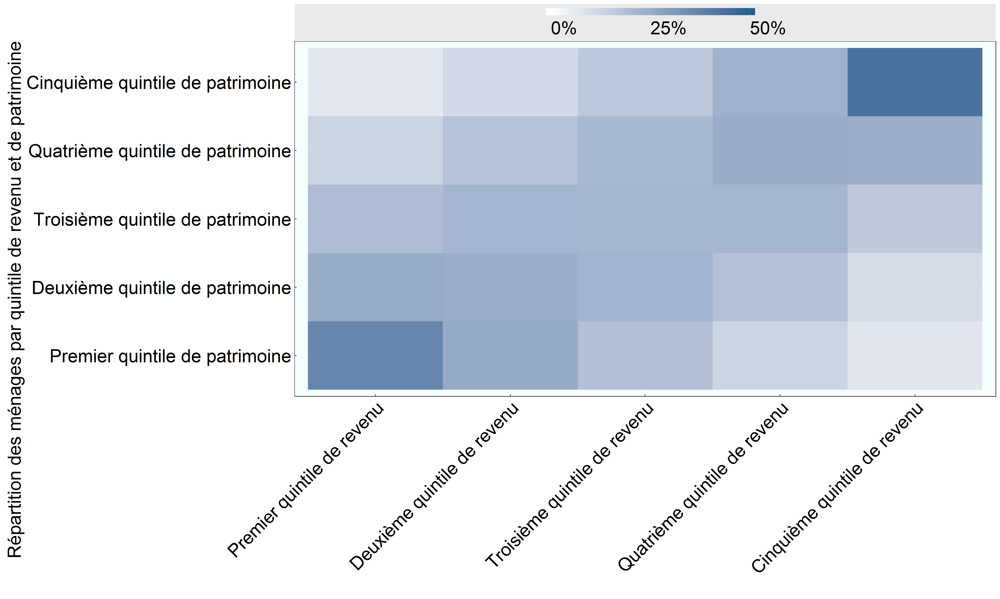 0% 25% 50%
Répartition des ménages par quintile de revenu et de patrimoine
Cinquième quintile de patrimoine
Quatrième quintile de patrimoine
Troisième quintile de patrimoine
Deuxième quintile de patrimoine
Premier quintile de patrimoine
Premier quintile de revenu
Deuxième quintile de revenu
Troisième quintile de revenu
Quatrième quintile de revenu
Cinquième quintile de revenu